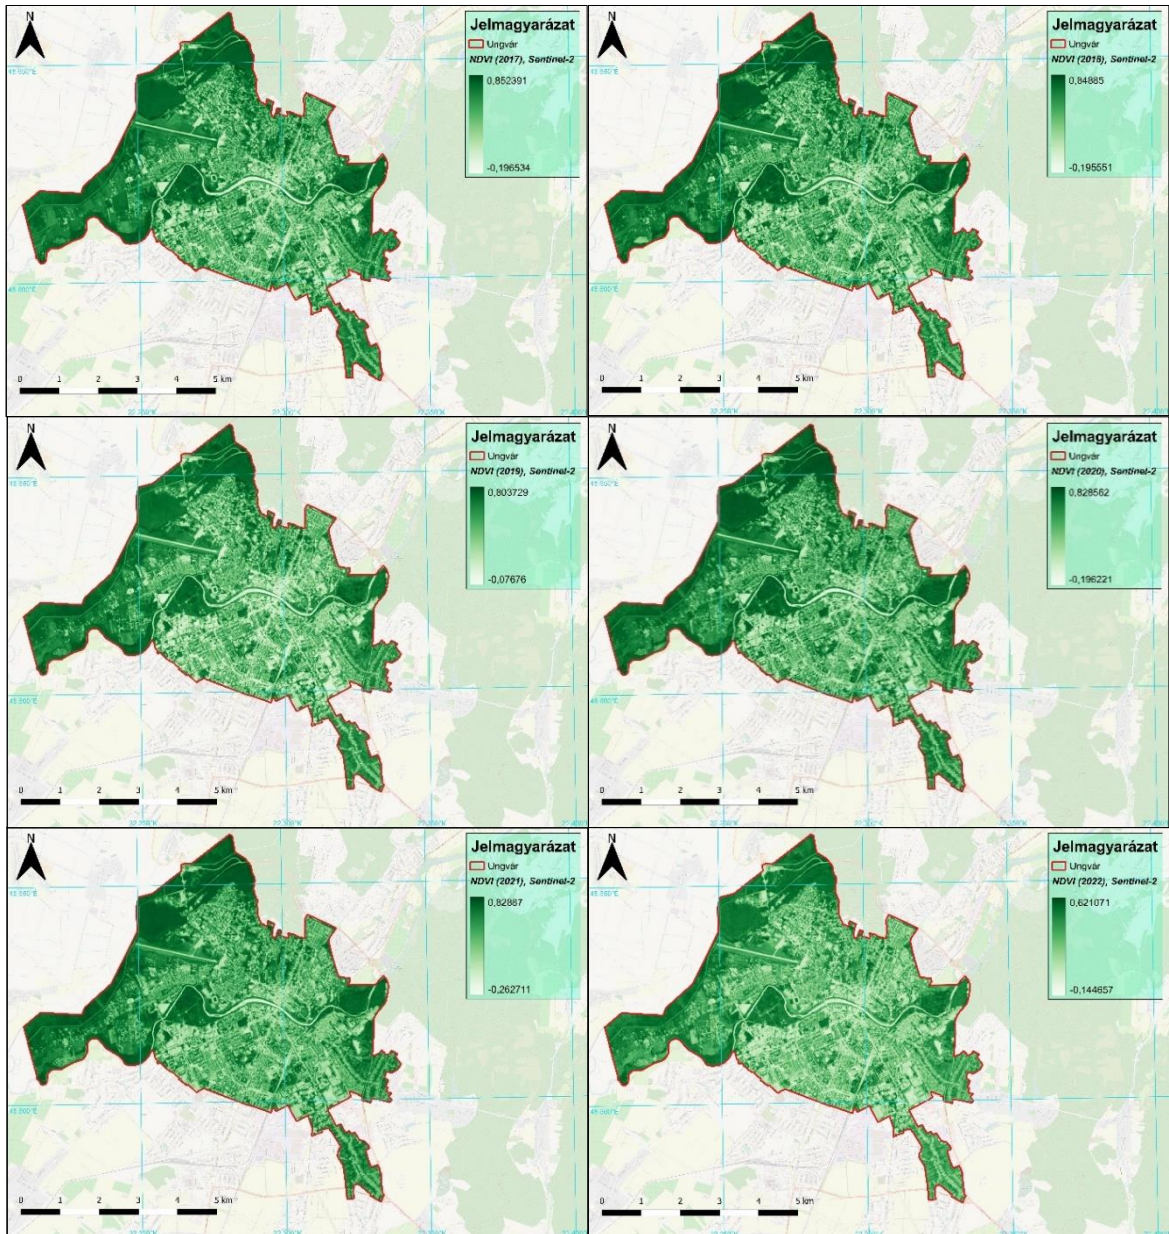 N
Jelmagyarázat
Ungvár
NDVI (2017), Sentinel-2
0,852391
-0,196534
0 1 2 3 4 5 km
N
Jelmagyarázat
Ungvár
NDVI (2018), Sentinel-2
0,84885
-0,195551
0 1 2 3 4 5 km
N
Jelmagyarázat
Ungvár
NDVI (2019), Sentinel-2
0,803729
-0,07676
0 1 2 3 4 5 km
N
Jelmagyarázat
Ungvár
NDVI (2020), Sentinel-2
0,828562
-0,196221
0 1 2 3 4 5 km
N
Jelmagyarázat
Ungvár
NDVI (2021), Sentinel-2
0,82887
-0,262711
0 1 2 3 4 5 km
N
Jelmagyarázat
Ungvár
NDVI (2022), Sentinel-2
0,621071
-0,144657
0 1 2 3 4 5 km